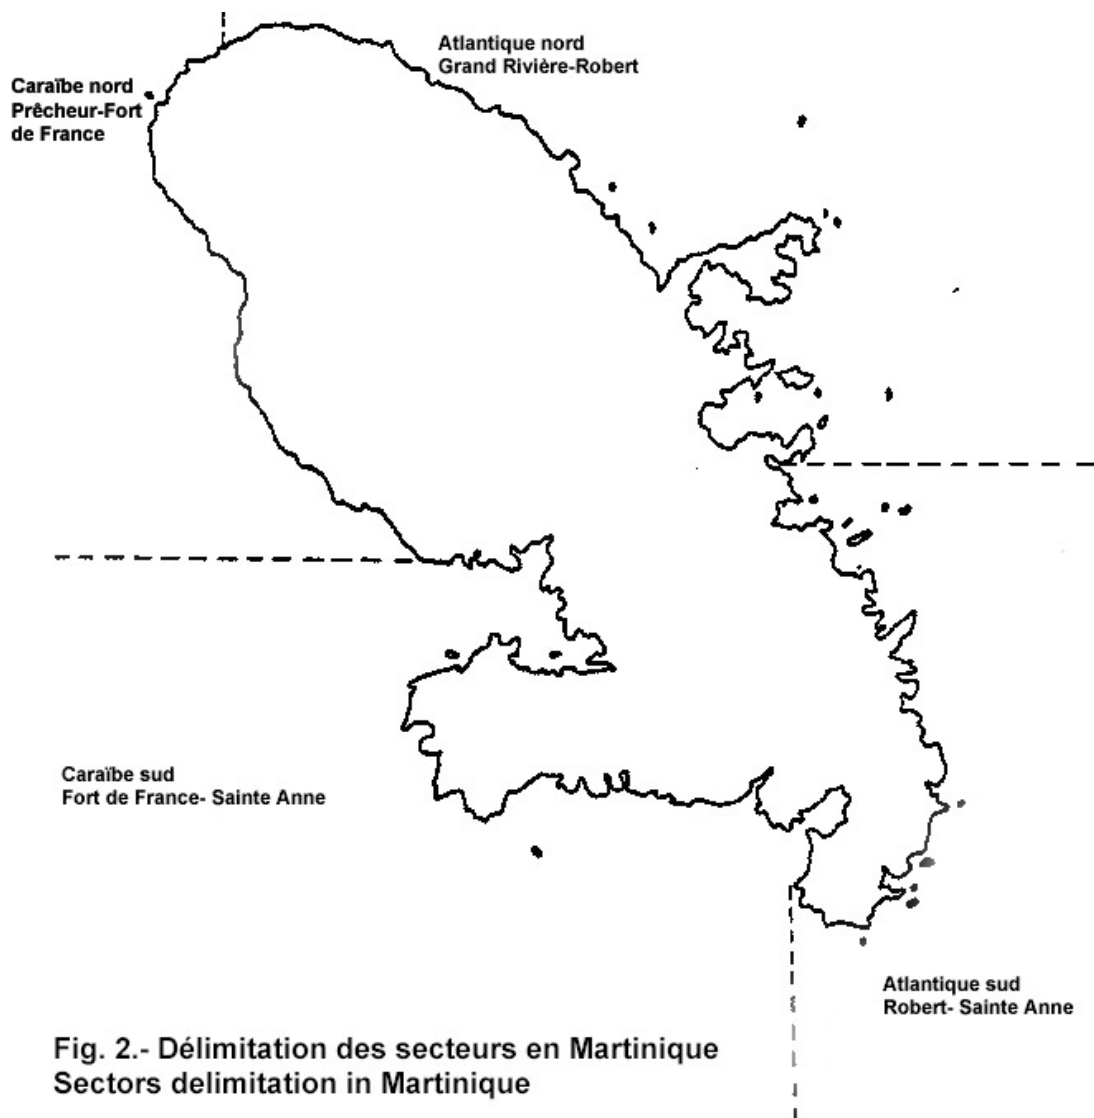 Atlantique nord
Grand Rivière-Robert
Caraïbe nord
Prêcheur-Fort
de France
Caraïbe sud
Fort de France- Sainte Anne
Atlantique sud
Robert- Sainte Anne
Fig. 2.- Délimitation des secteurs en Martinique
Sectors delimitation in Martinique